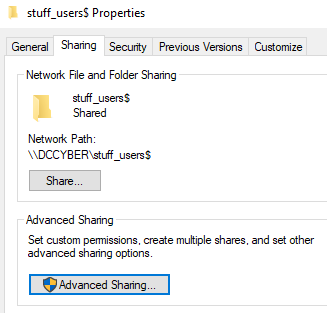 stuff_users$ Properties
General Sharing Security Previous Versions Customize
Network File and Folder Sharing
stuff_users$
Shared
Network Path:
\\DCCYBER\stuff_users$
Share...
Advanced Sharing
Set custom permissions, create multiple shares, and set other
advanced sharing options.
Advanced Sharing...